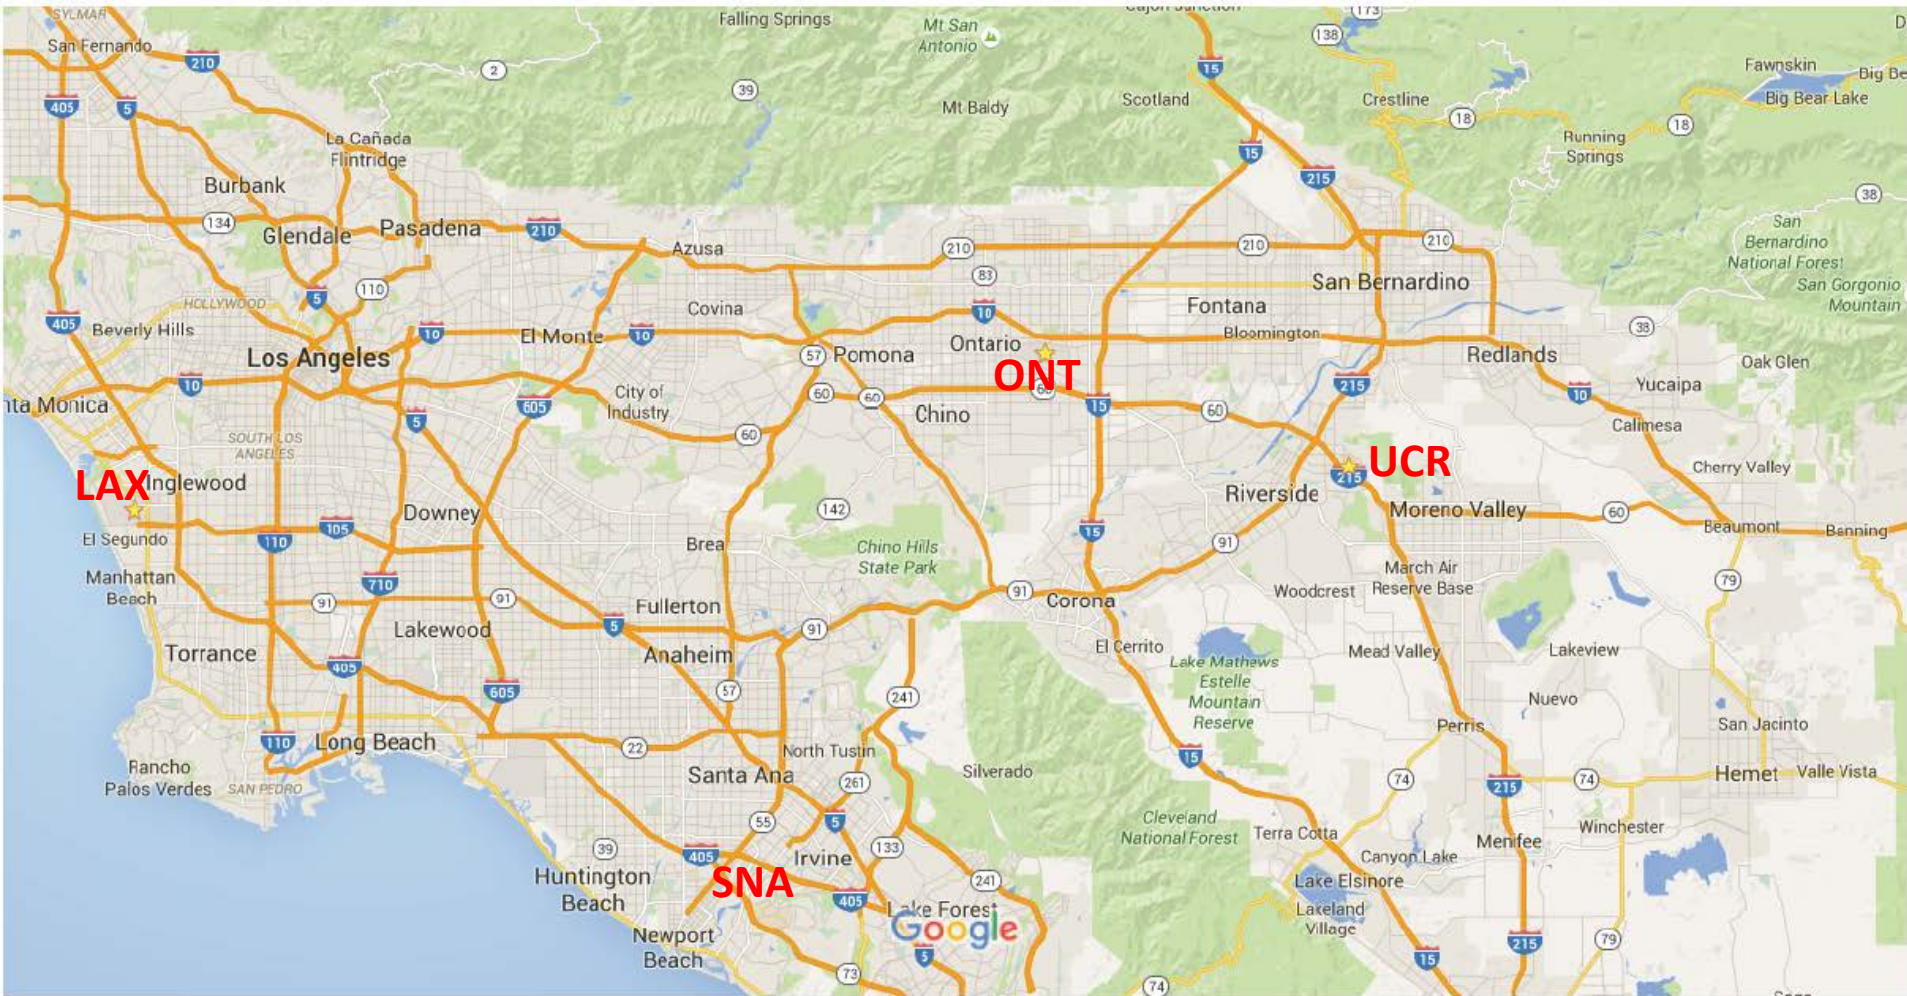 SYLMAR
Falling Springs
Mt San
Antonio
Cajon Junction
173
138
San Fernando
210
2
15
Fawnskin
Big Be
405
5
39
Mt Baldy
Scotland
Crestline
18
Big Bear Lake
18
La Cañada
Flintridge
Running
Springs
15
215
Burbank
38
134
Glendale
Pasadena
210
Azusa
210
210
210
San
Bernardino
National Forest
83
San Gorgonio
Mountain
HOLLYWOOD
5
110
San Bernardino
Covina
10
Fontana
405
Beverly Hills
10
El Monte
10
Bloomington
38
Los Angeles
57
Pomona
Ontario
Redlands
Oak Glen
ONT
10
215
Yucaipa
nta Monica
605
City of
Industry
60
60
60
15
60
10
5
Chino
Calimesa
SOUTH LOS
ANGELES
60
UCR
Cherry Valley
LAX
Inglewood
215
Riverside
142
Downey
Moreno Valley
60
Beaumont
Banning
El Segundo
110
105
Brea
Chino Hills
State Park
15
91
Manhattan
Beach
710
March Air
Reserve Base
79
91
91
Fullerton
91
Corona
Woodcrest
Lakewood
5
91
Torrance
405
Anaheim
El Cerrito
Mead Valley
Lakeview
Lake Mathews
Estelle
Mountain
Reserve
605
57
241
Nuevo
110
Long Beach
22
North Tustin
Perris
San Jacinto
Rancho
Palos Verdes
SAN PEDRO
Santa Ana
261
Silverado
15
74
215
74
Hemet
Valle Vista
55
5
Cleveland
National Forest
Terra Cotta
Menifee
Winchester
39
405
Irvine
133
Canyon Lake
Huntington
Beach
SNA
405
241
Lake Elsinore
Lake Forest
Google
Lakeland
Village
Newport
Beach
73
5
15
215
79
74